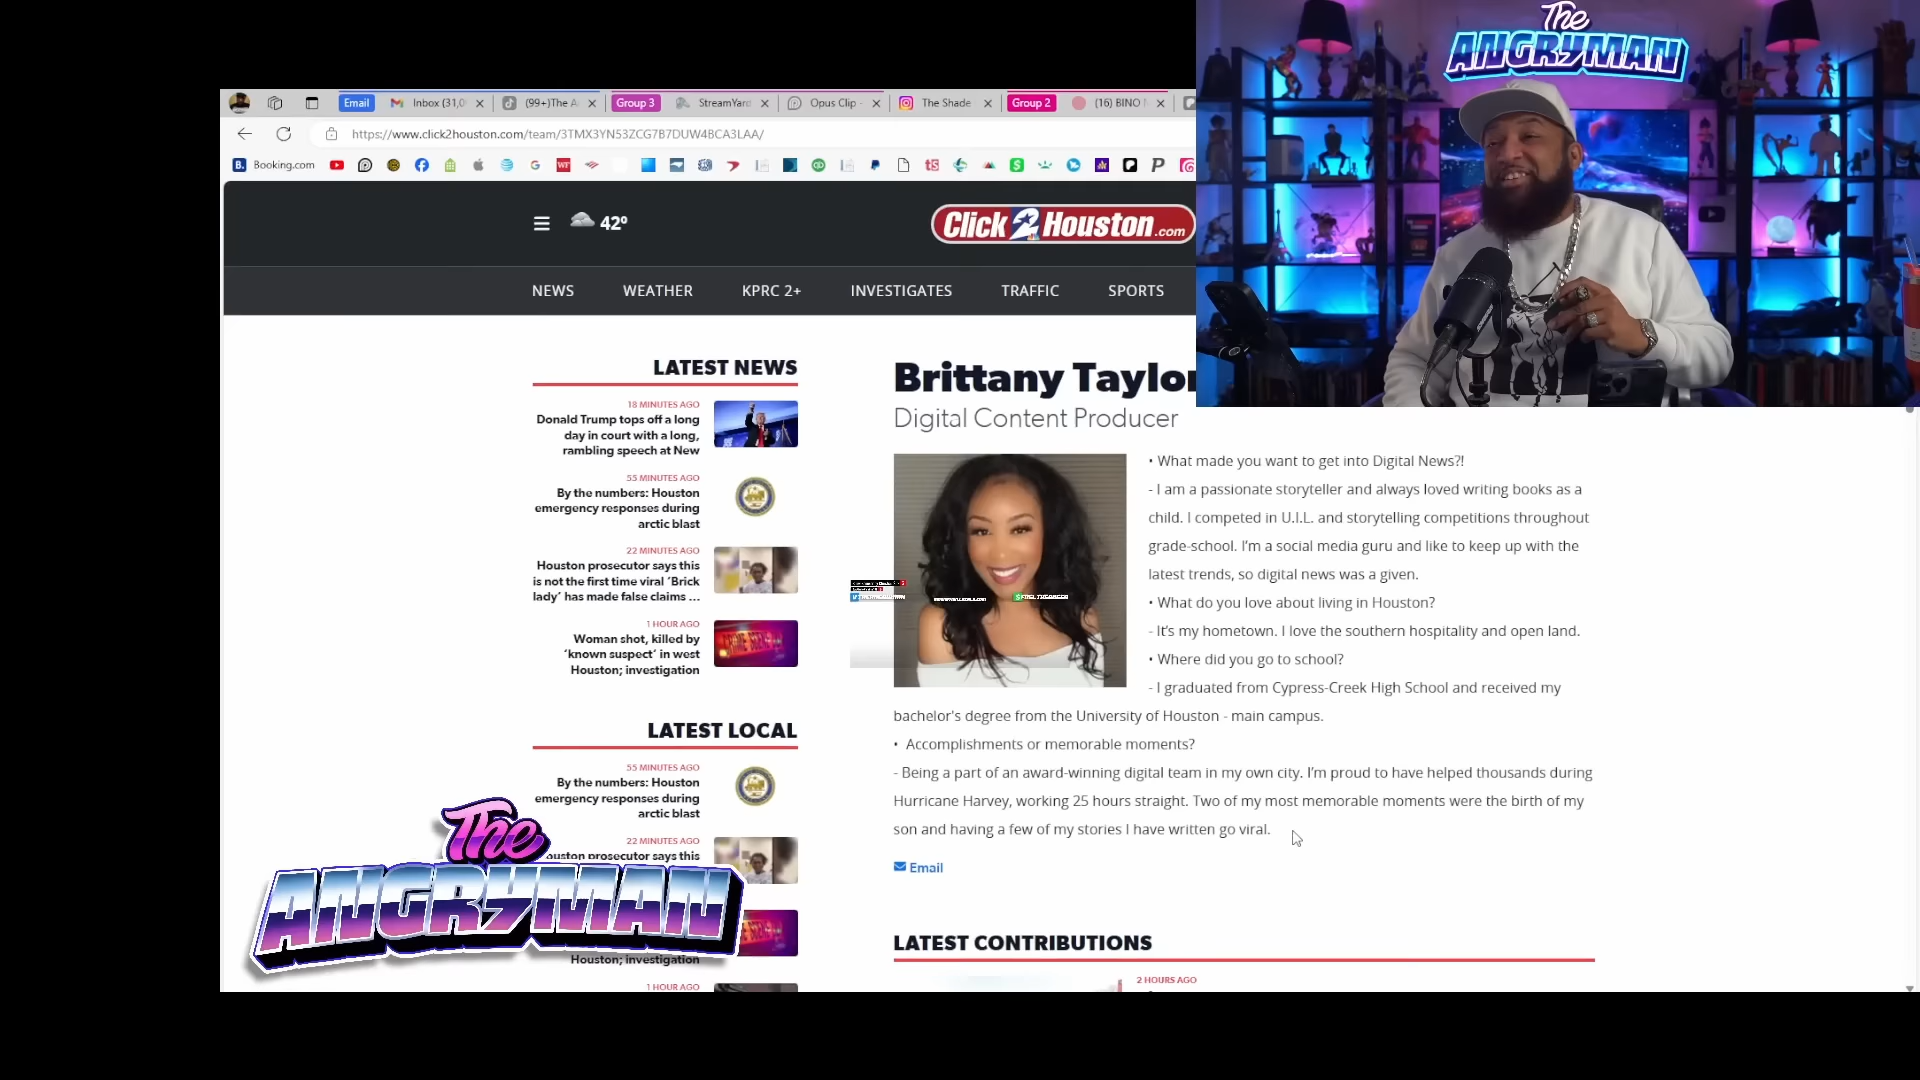 The
ANGRYMAN
Email
Inbox (31,0
(99+)The A
Group 3
StreamYard
Opus Clip -
The Shade
Group 2
(16) BINO
https://www.click2houston.com/team/3TMX3YN53ZCG7B7DUW4BCA3LAA/
B.
Booking.com
42°
Click2Houston.com
NEWS
WEATHER
KPRC 2+
INVESTIGATES
TRAFFIC
SPORTS
LATEST NEWS
18 MINUTES AGO
Donald Trump tops off a long
day in court with a long,
rambling speech at New
55 MINUTES AGO
By the numbers: Houston
emergency responses during
arctic blast
22 MINUTES AGO
Houston prosecutor says this
is not the first time viral ‘Brick
lady’ has made false claims ...
1 HOUR AGO
Woman shot, killed by
‘known suspect’ in west
Houston; investigation
LATEST LOCAL
55 MINUTES AGO
By the numbers: Houston
emergency responses during
arctic blast
22 MINUTES AGO
ouston prosecutor says this
The
ANGRYMAN
Houston; investigation
1 HOUR AGO
Brittany Taylor
Digital Content Producer
• What made you want to get into Digital News?!
- I am a passionate storyteller and always loved writing books as a
child. I competed in U.I.L. and storytelling competitions throughout
grade-school. I’m a social media guru and like to keep up with the
latest trends, so digital news was a given.
• What do you love about living in Houston?
- It’s my hometown. I love the southern hospitality and open land.
• Where did you go to school?
- I graduated from Cypress-Creek High School and received my
bachelor's degree from the University of Houston - main campus.
• Accomplishments or memorable moments?
- Being a part of an award-winning digital team in my own city. I’m proud to have helped thousands during
Hurricane Harvey, working 25 hours straight. Two of my most memorable moments were the birth of my
son and having a few of my stories I have written go viral.
Email
LATEST CONTRIBUTIONS
2 HOURS AGO